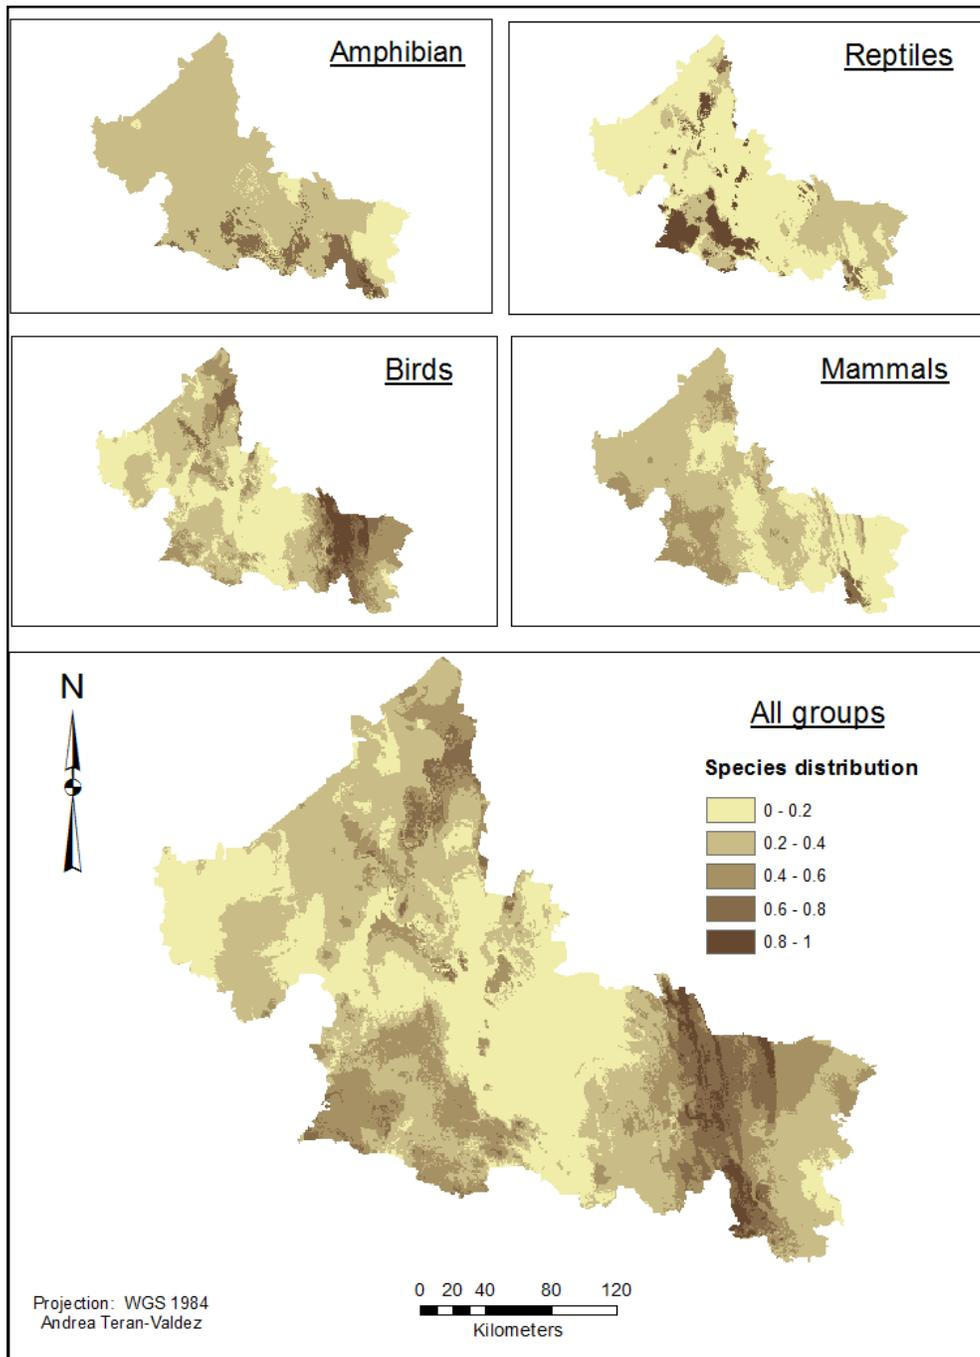 Amphibian
Reptiles
Birds
Mammals
N
All groups
Species distribution
0 - 0.2
0.2 - 0.4
0.4 - 0.6
0.6 - 0.8
0.8 - 1
0 20 40 80 120
Kilometers
Projection: WGS 1984
Andrea Teran-Valdez